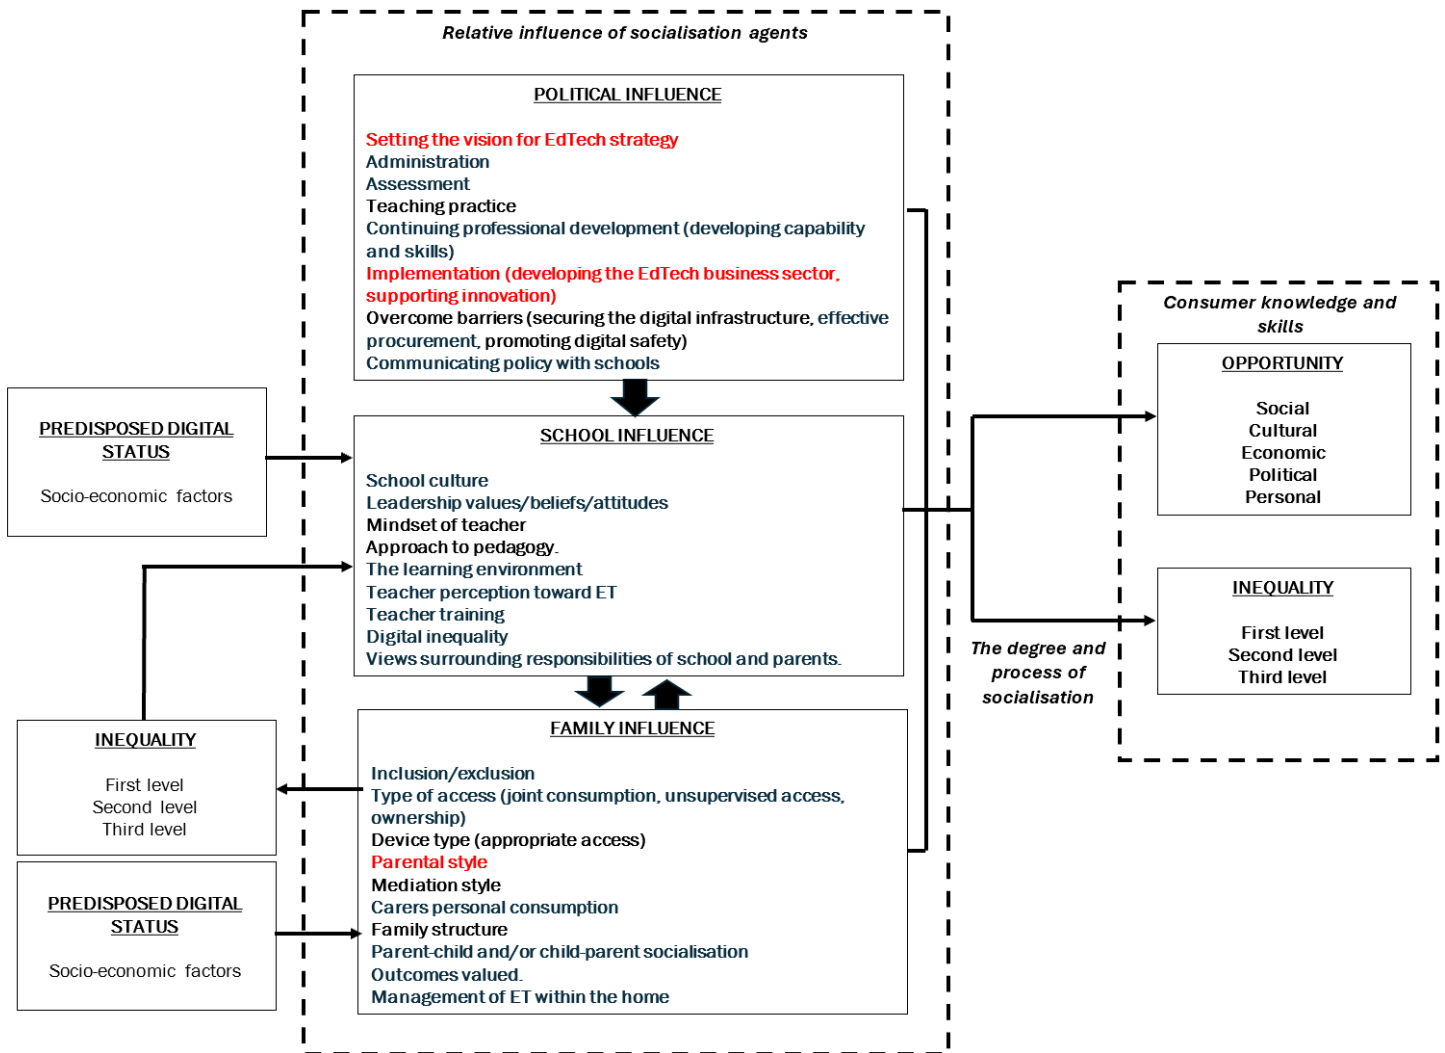 Relative influence of socialisation agents
POLITICAL INFLUENCE
Setting the vision for EdTech strategy
Administration
Assessment
Teaching practice
Continuing professional development (developing capability
and skills)
Implementation (developing the EdTech business sector,
supporting innovation)
Overcome barriers (securing the digital infrastructure, effective
procurement, promoting digital safety)
Communicating policy with schools
PREDISPOSED DIGITAL
STATUS
Socio-economic factors
SCHOOL INFLUENCE
School culture
Leadership values/beliefs/attitudes
Mindset of teacher
Approach to pedagogy.
The learning environment
Teacher perception toward ET
Teacher training
Digital inequality
Views surrounding responsibilities of school and parents.
INEQUALITY
First level
Second level
Third level
PREDISPOSED DIGITAL
STATUS
Socio-economic factors
FAMILY INFLUENCE
Inclusion/exclusion
Type of access (joint consumption, unsupervised access,
ownership)
Device type (appropriate access)
Parental style
Mediation style
Carers personal consumption
Family structure
Parent-child and/or child-parent socialisation
Outcomes valued.
Management of ET within the home
The degree and
process of
socialisation
Consumer knowledge and
skills
OPPORTUNITY
Social
Cultural
Economic
Political
Personal
INEQUALITY
First level
Second level
Third level